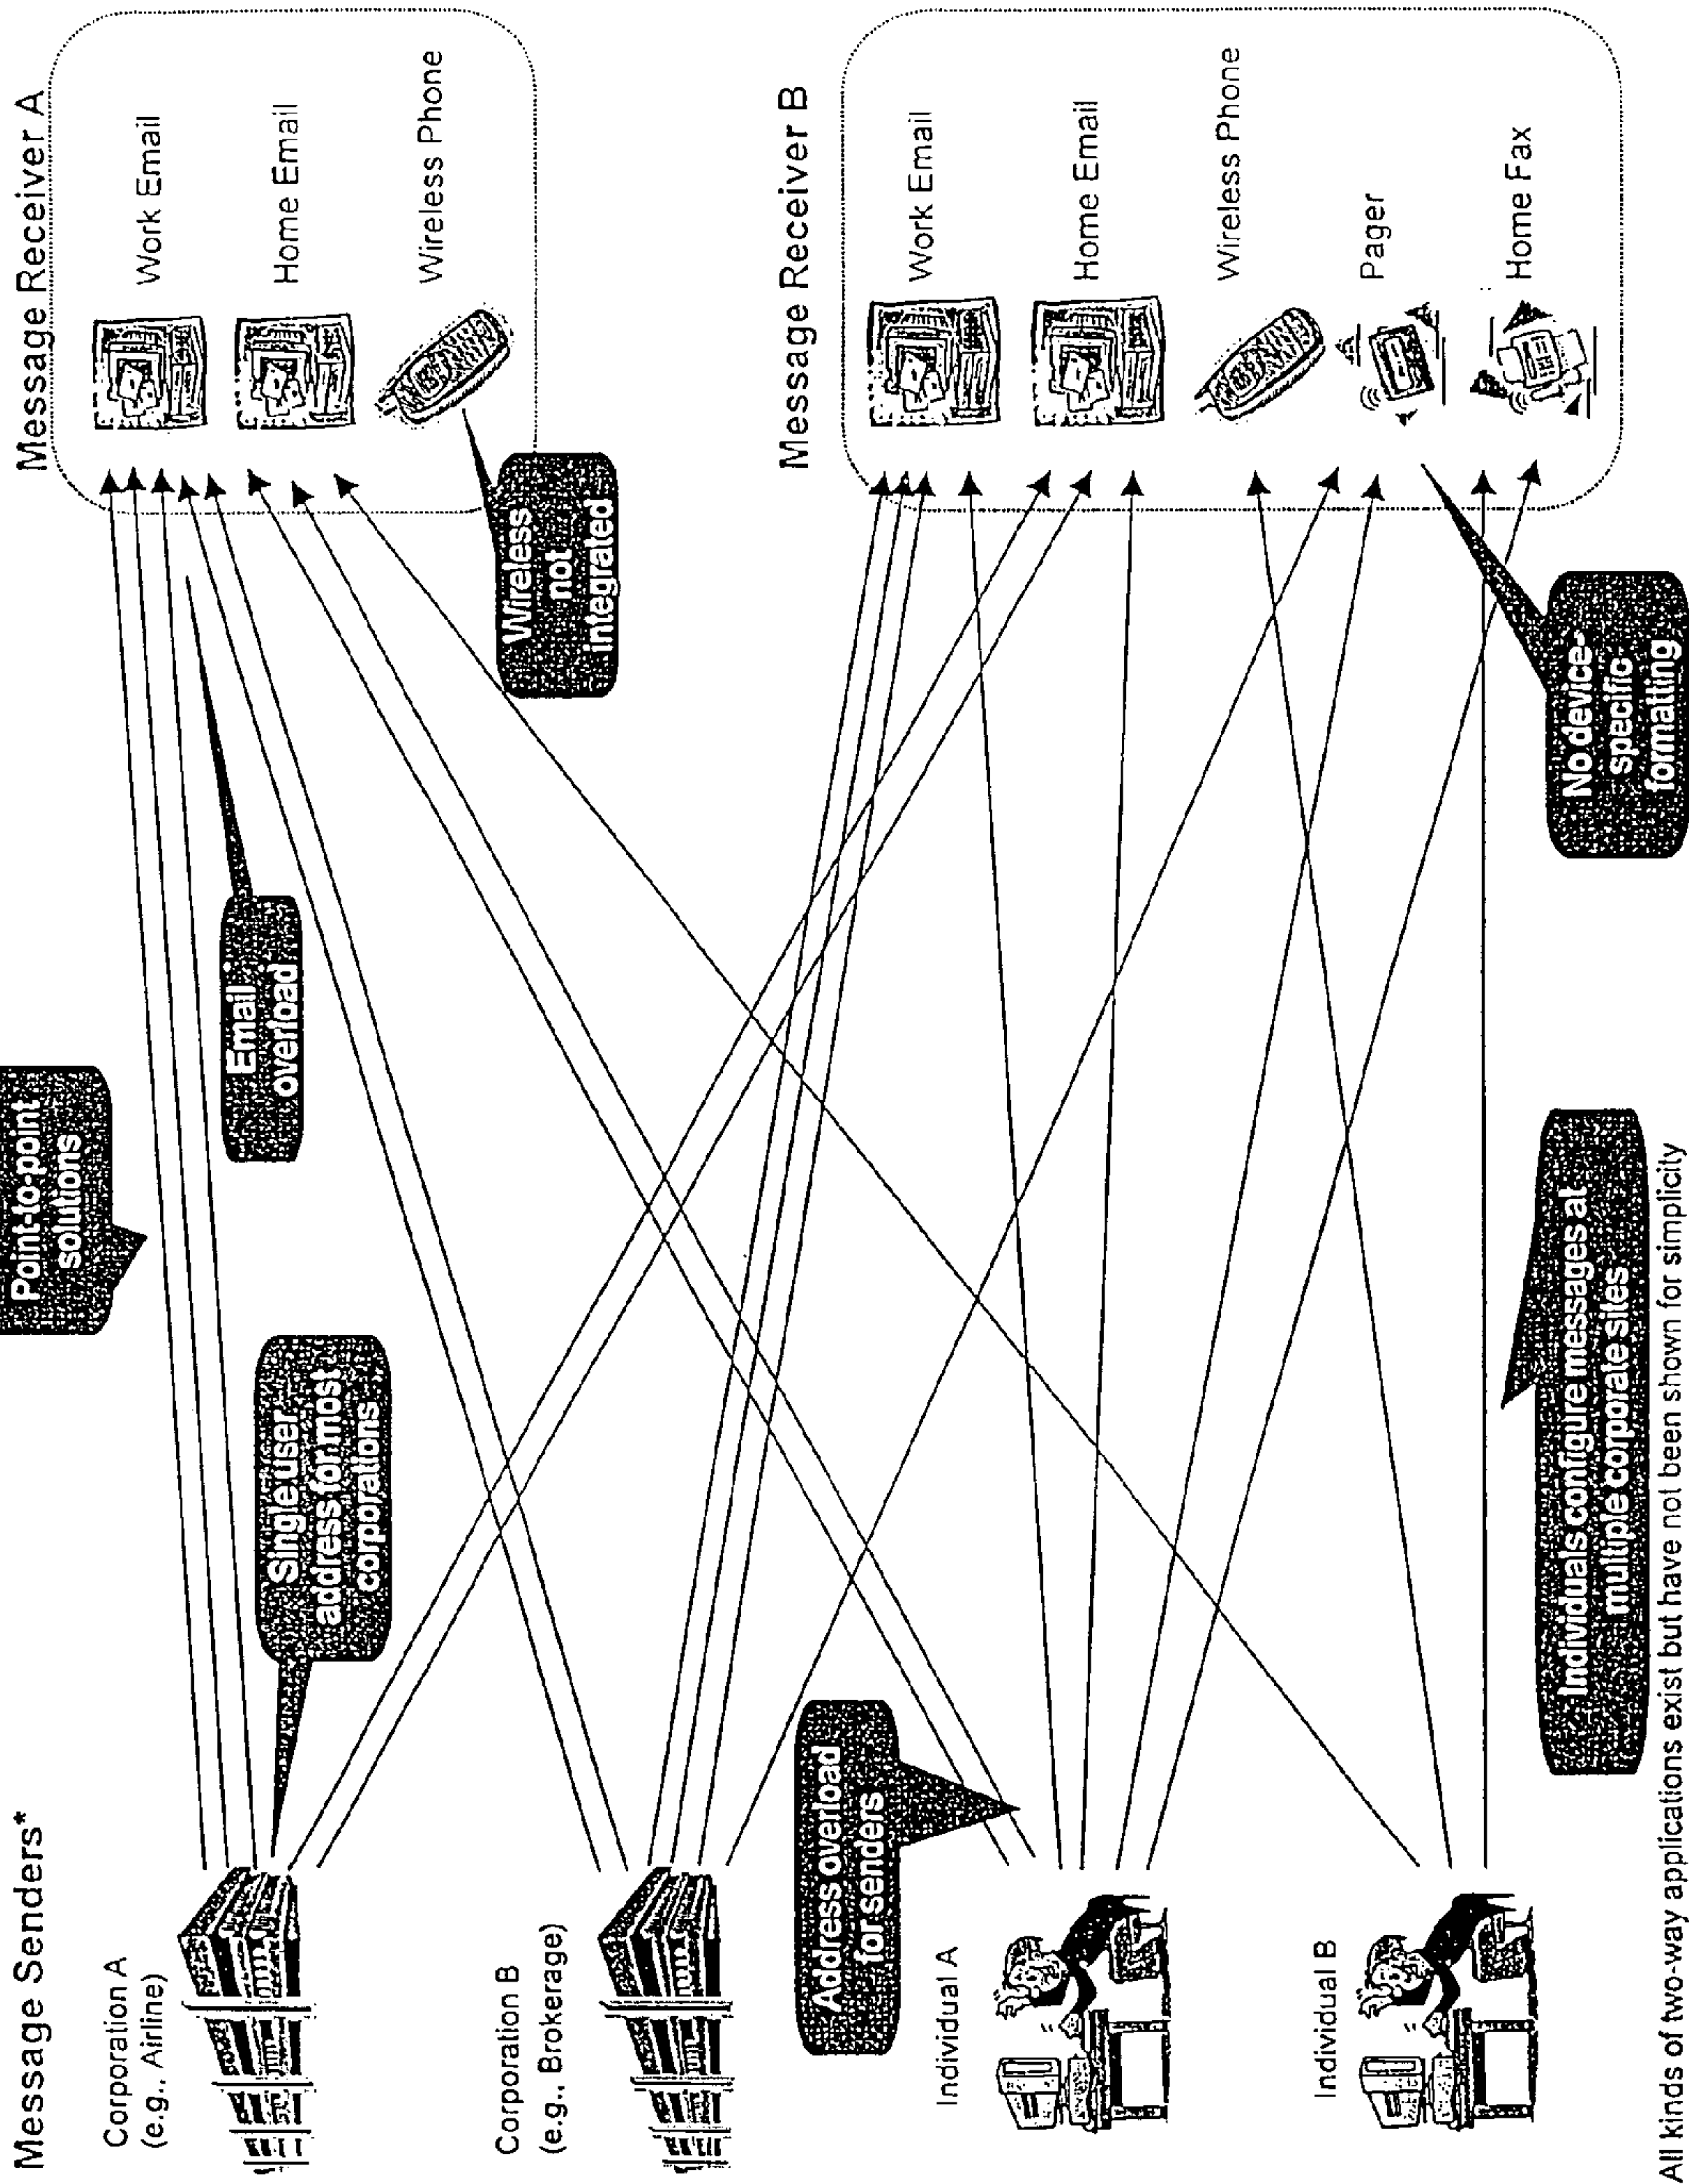 Message Senders*
Message Receiver A
Corporation A
(e.g., Airline)
Point-to-point
solutions
Work Email
Single user
address for most
corporations
Email
overload
Home Email
Wireless Phone
Wireless
not
integrated
Corporation B
(e.g., Brokerage)
Message Receiver B
Address overload
for senders
Work Email
Individual A
Home Email
Wireless Phone
Individual B
Pager
Home Fax
Individuals configure messages at
multiple corporate sites
No device-
specific
formatting
All kinds of two-way applications exist but have not been shown for simplicity